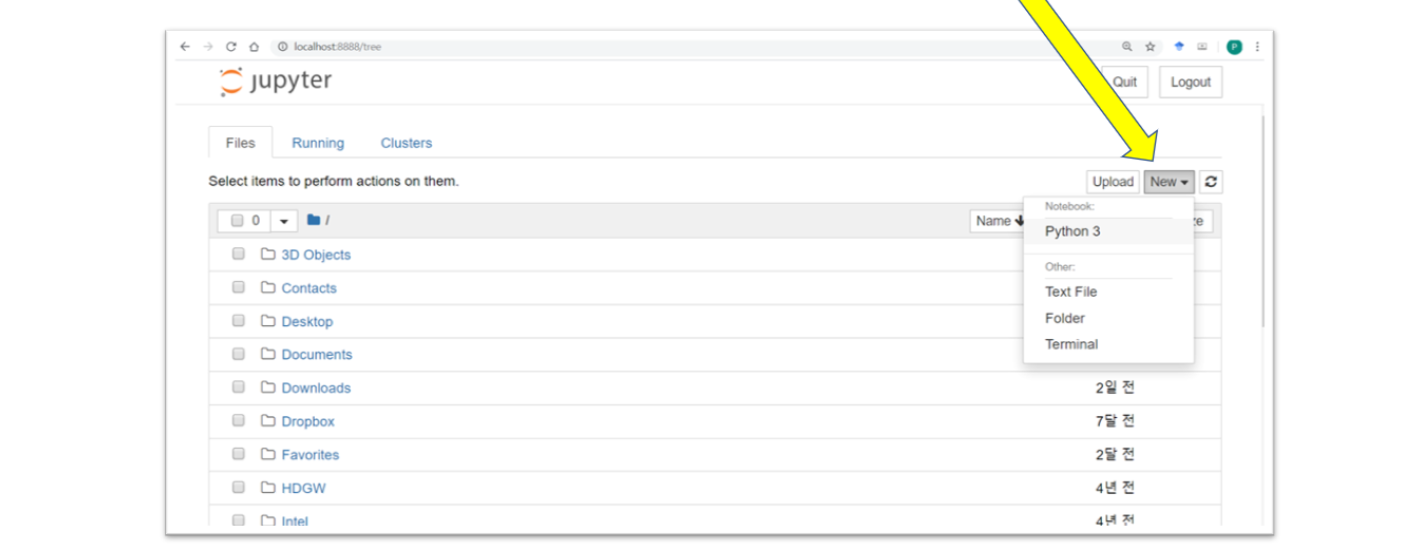 localhost:8888/tree
P
jupyter
Quit
Logout
Files
Running
Clusters
Select items to perform actions on them.
Upload
New
0
/
Name
Notebook:
Python 3
Other:
Text File
Folder
Terminal
3D Objects
Contacts
Desktop
Documents
Downloads
2일 전
Dropbox
7달 전
Favorites
2달 전
HDGW
4년 전
Intel
4년 전